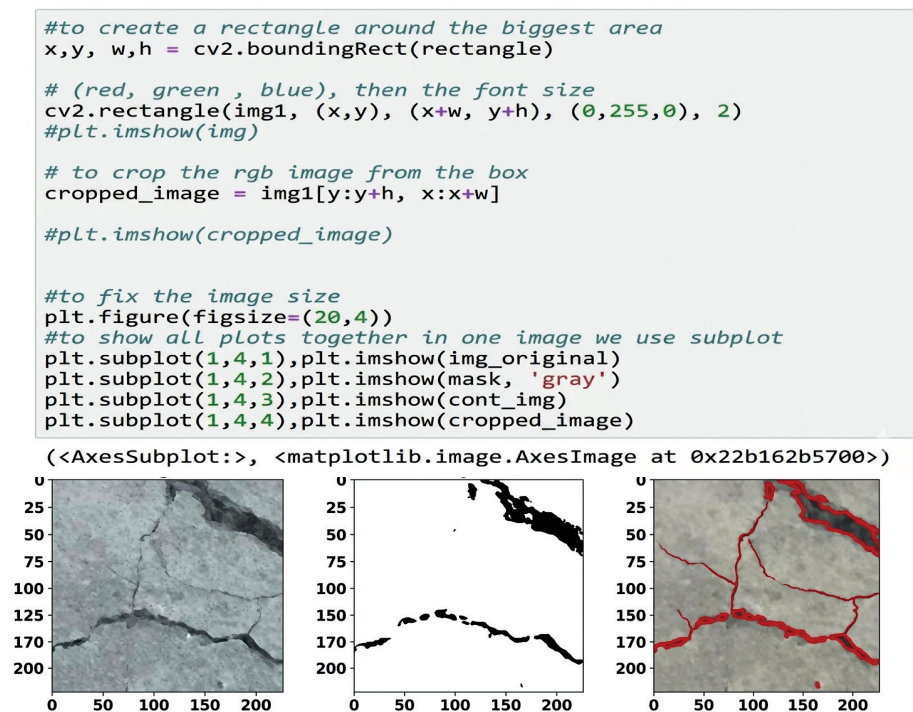 #to create a rectangle around the biggest area
x,y, w,h = cv2.boundingRect(rectangle)
# (red, green , blue), then the font size
cv2.rectangle(img1, (x,y), (x+w, y+h), (0,255,0), 2)
#plt.imshow(img)
# to crop the rgb image from the box
cropped_image = img1[y:y+h, x:x+w]
#plt.imshow(cropped_image)
#to fix the image size
plt.figure(figsize=(20,4))
#to show all plots together in one image we use subplot
plt.subplot(1,4,1),plt.imshow(img_original)
plt.subplot(1,4,2),plt.imshow(mask, 'gray')
plt.subplot(1,4,3),plt.imshow(cont_img)
plt.subplot(1,4,4),plt.imshow(cropped_image)
(<AxesSubplot:>, <matplotlib.image.AxesImage at 0x22b162b5700>)
0 0 0
25 25 25
50 50 50
75 75 75
100 100 100
125 150 150
170 170 170
200 200 200
0 50 100 150 200 0 50 100 150 200 0 50 100 150 200